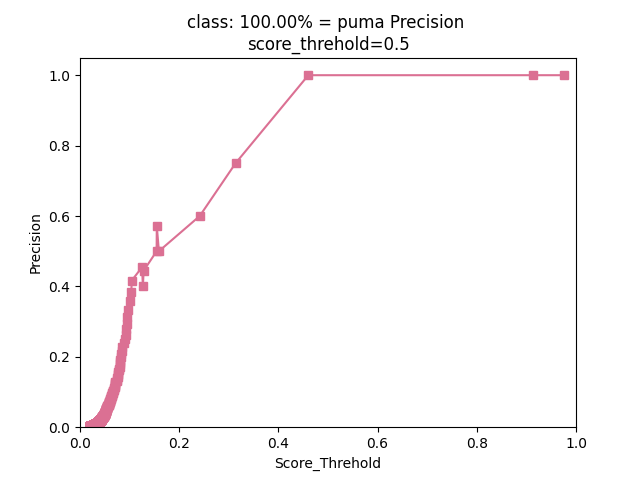 class: 100.00% = puma Precision
score_threhold=0.5
1.0
0.8
0.6
0.4
0.2
0.0
Precision
0.0 0.2 0.4 0.6 0.8 1.0
Score_Threhold